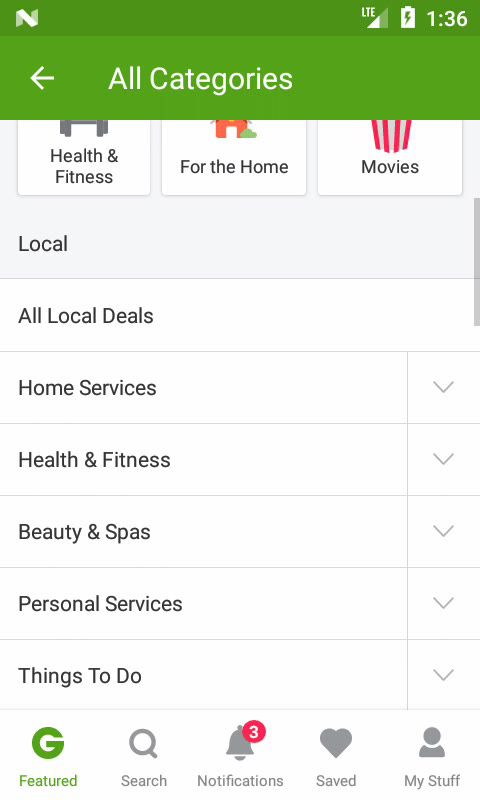 LTE
1:36
All Categories
Health &
Fitness
For the Home
Movies
Local
All Local Deals
Home Services
Health & Fitness
Beauty & Spas
Personal Services
Things To Do
3
Featured
Search
Notifications
Saved
My Stuff